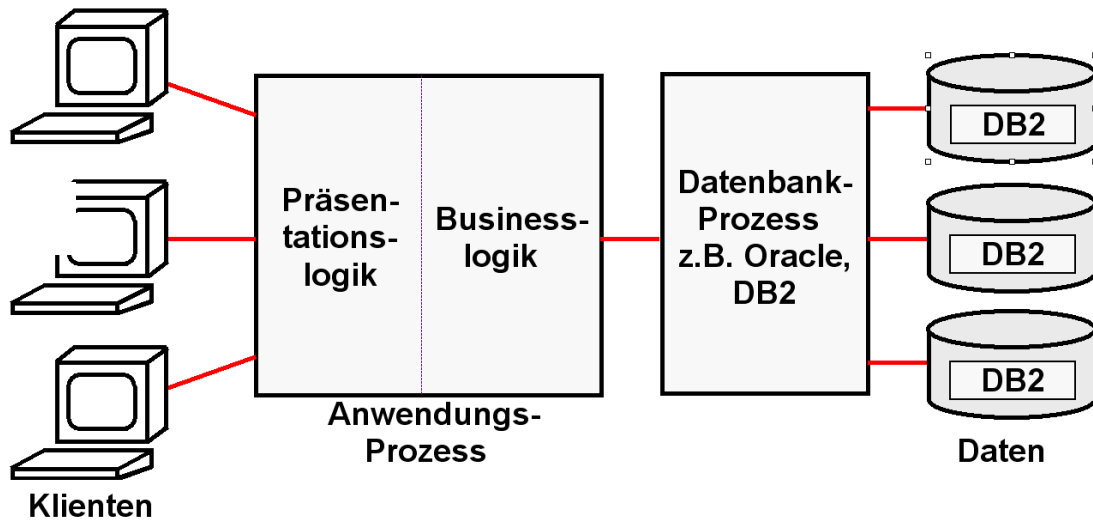 Präsen-
tations-
logik
Business-
logik
Datenbank-
Prozess
z.B. Oracle,
DB2
DB2
DB2
DB2
Anwendungs-
Prozess
Daten
Klienten